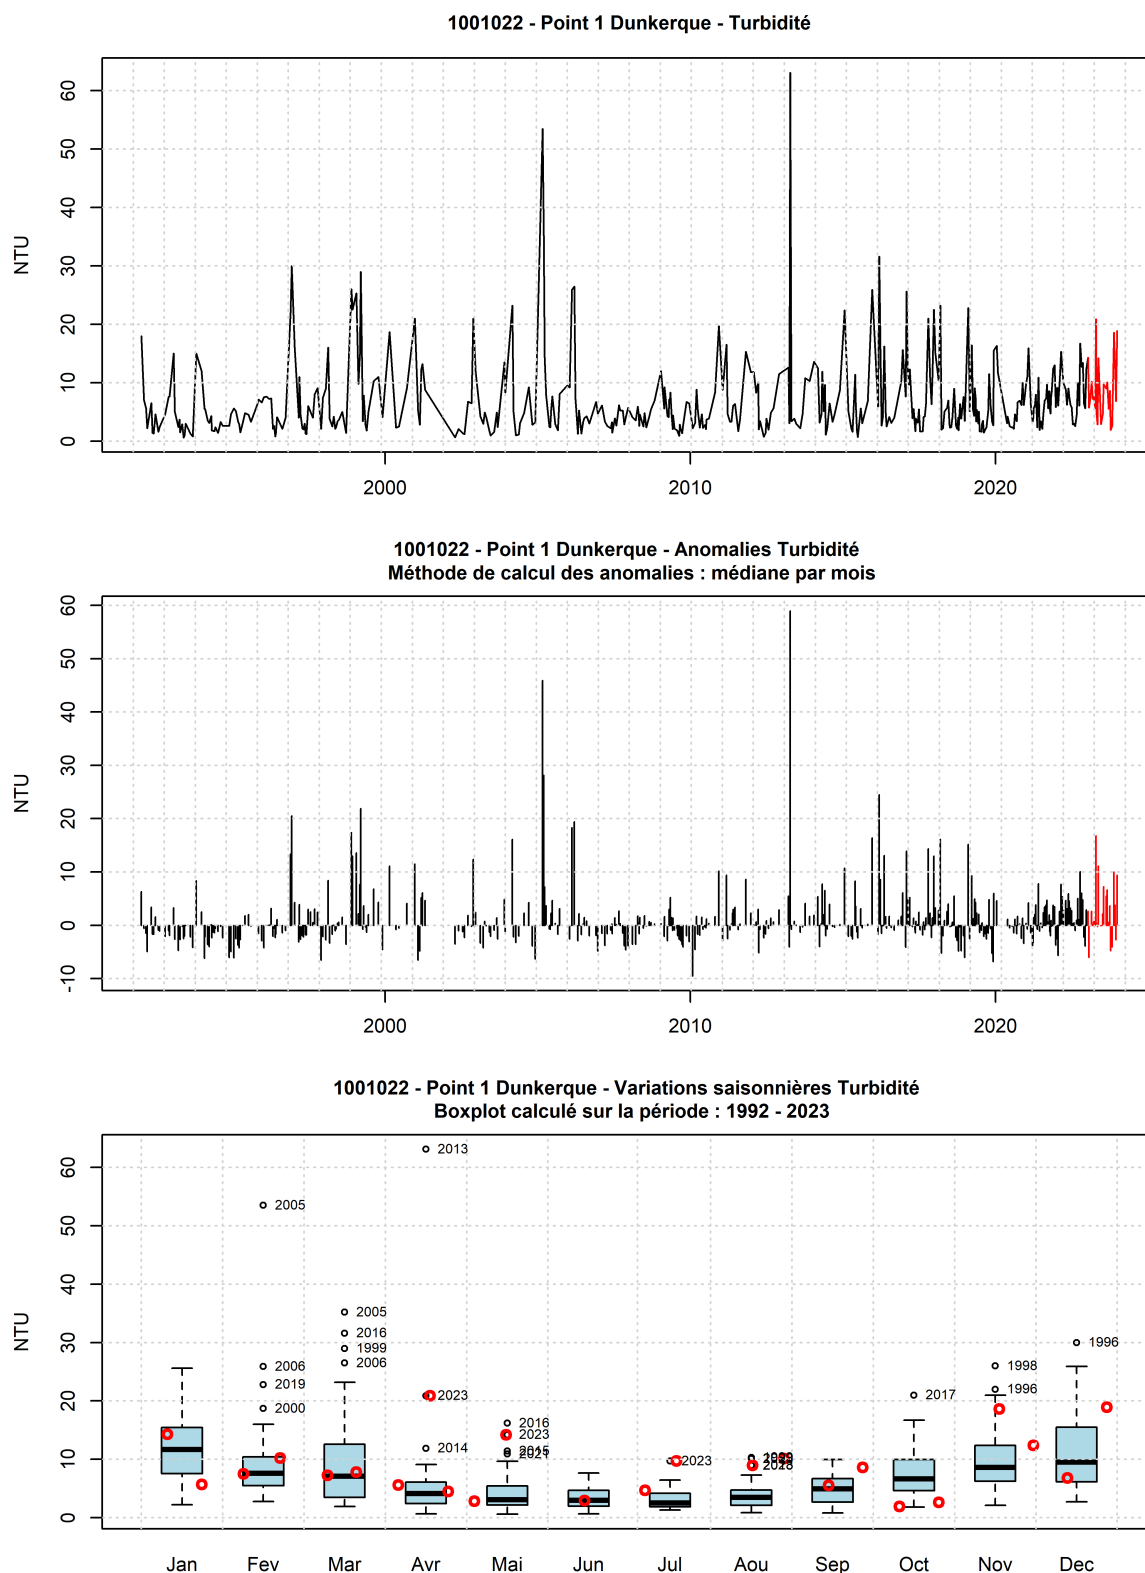 1001022 - Point 1 Dunkerque - Turbidité
60
50
40
30
20
10
0
NTU
2000
2010
2020
1001022 - Point 1 Dunkerque - Anomalies Turbidité
Méthode de calcul des anomalies : médiane par mois
60
50
40
30
20
10
0
-10
NTU
2000
2010
2020
1001022 - Point 1 Dunkerque - Variations saisonnières Turbidité
Boxplot calculé sur la période : 1992 - 2023
60
50
40
30
20
10
0
NTU
2005
2006
2019
2000
2005
2016
1999
2006
2013
2023
2014
2016
2023
2015
2021
2023
2017
1998
1996
1996
Jan
Fev
Mar
Avr
Mai
Jun
Jul
Aou
Sep
Oct
Nov
Dec